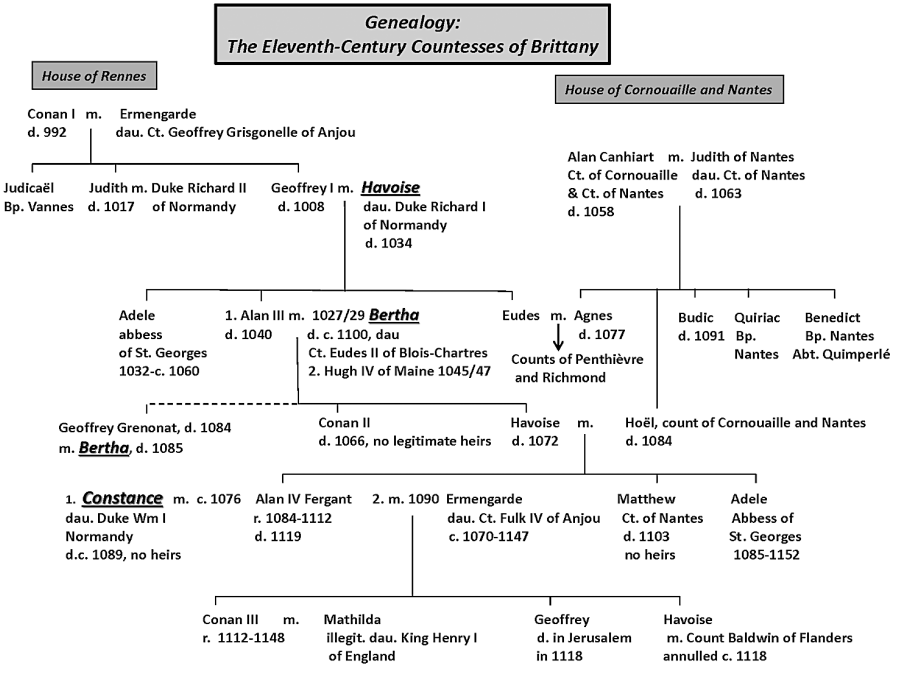 Genealogy:
The Eleventh-Century Countesses of Brittany
House of Rennes
House of Cornouaille and Nantes
Conan I m. Ermengarde
d. 992 dau. Ct. Geoffrey Grisgonelle of Anjou
Alan Canhiart m. Judith of Nantes
Ct. of Cornouaille dau. Ct. of Nantes
& Ct. of Nantes d. 1063
d. 1058
Judicaël Judith m. Duke Richard II Geoffrey I m. Havoise
Bp. Vannes d. 1017 of Normandy d. 1008 dau. Duke Richard I
of Normandy
d. 1034
Adele
abbess
of St. Georges
1032-c. 1060
1. Alan III m. 1027/29 Bertha
d. 1040 d. c. 1100, dau
Ct. Eudes II of Blois-Chartres
2. Hugh IV of Maine 1045/47
Eudes m. Agnes
d. 1077
Counts of Penthièvre
and Richmond
Budic
d. 1091
Quiriac
Bp.
Nantes
Benedict
Bp. Nantes
Abt. Quimperlé
Geoffrey Grenonat, d. 1084
m. Bertha, d. 1085
Conan II
d. 1066, no legitimate heirs
Havoise m. Hoël, count of Cornouaille and Nantes
d. 1072 d. 1084
1. Constance m. c. 1076
dau. Duke Wm I
Normandy
d.c. 1089, no heirs
Alan IV Fergant 2. m. 1090 Ermengarde
r. 1084-1112 dau. Ct. Fulk IV of Anjou
d. 1119 c. 1070-1147
Matthew
Ct. of Nantes
d. 1103
no heirs
Adele
Abbess of
St. Georges
1085-1152
Conan III m. Mathilda
r. 1112-1148 illegit. dau. King Henry I
of England
Geoffrey
d. in Jerusalem
in 1118
Havoise
m. Count Baldwin of Flanders
annulled c. 1118